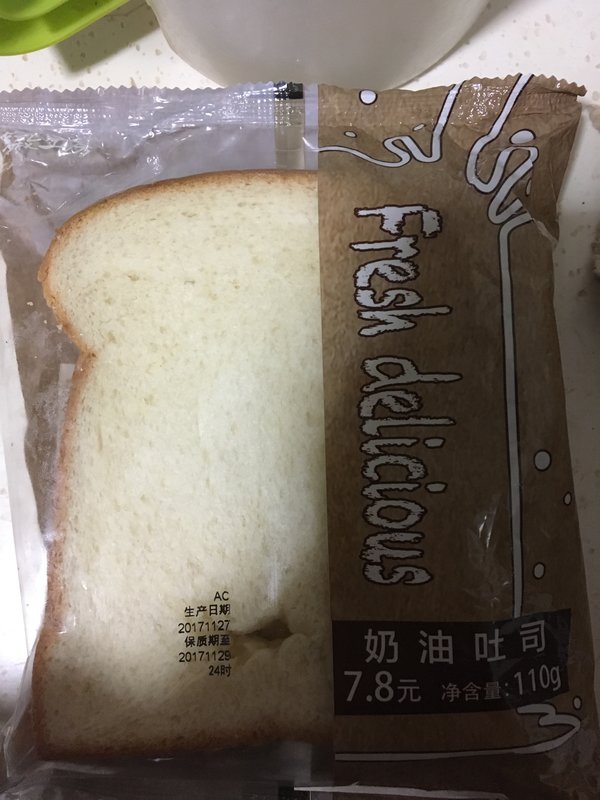 Fresh delicious
AC
生产日期
20171127
保质期至
20171129
24时
奶油吐司
7.8元 净含量:110g